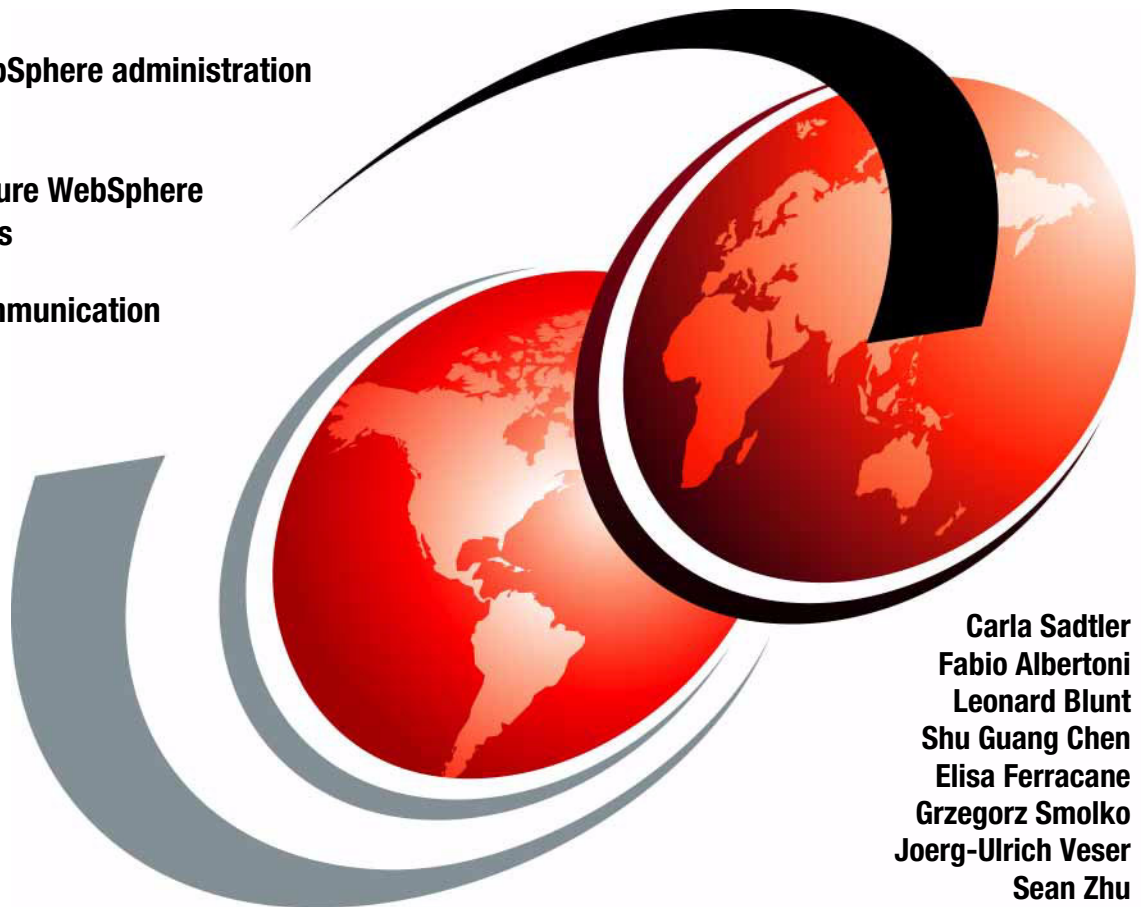 bSphere administration
ure WebSphere
s
mmunication
Carla Sadtler
Fabio Albertoni
Leonard Blunt
Shu Guang Chen
Elisa Ferracane
Grzegorz Smolko
Joerg-Ulrich Veser
Sean Zhu